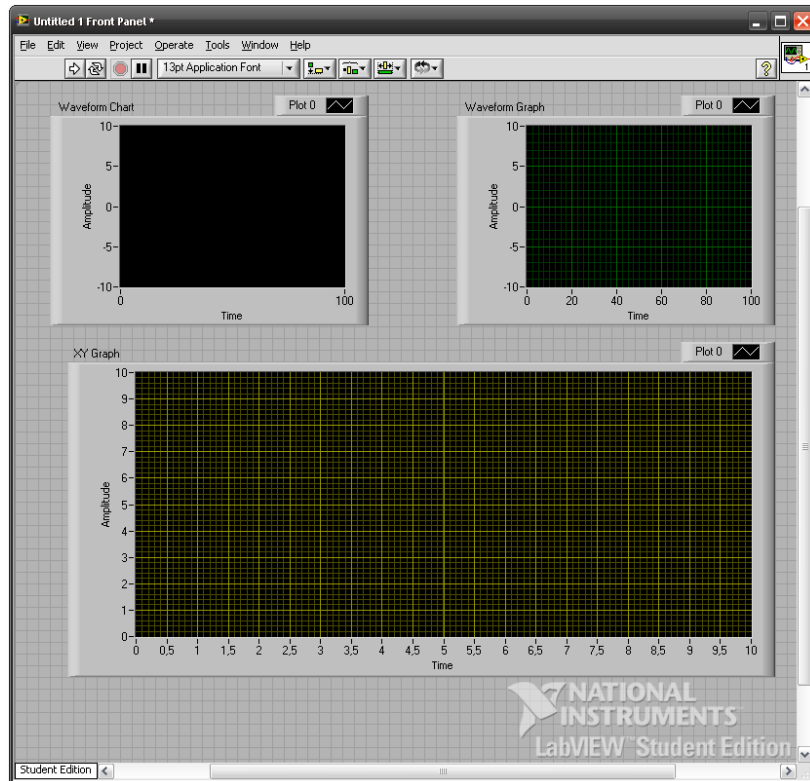 Untitled 1 Front Panel *
File Edit View Project Operate Tools Window Help
13pt Application Font
?
1
Waveform Chart
Plot 0
10
5
0
-5
-10
Amplitude
0 100
Time
Waveform Graph
Plot 0
10
5
0
-5
-10
Amplitude
0 20 40 60 80 100
Time
XY Graph
Plot 0
10
9
8
7
6
5
4
3
2
1
0
Amplitude
0 0,5 1 1,5 2 2,5 3 3,5 4 4,5 5 5,5 6 6,5 7 7,5 8 8,5 9 9,5 10
Time
NATIONAL
INSTRUMENTS™
LabVIEW™ Student Edition
Student Edition